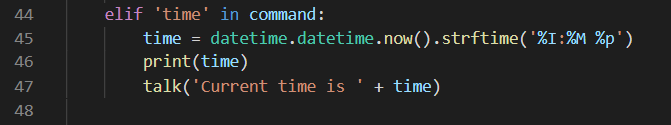 44 elif 'time' in command:
45 time = datetime.datetime.now().strftime('%I:%M %p')
46 print(time)
47 talk('Current time is ' + time)
48